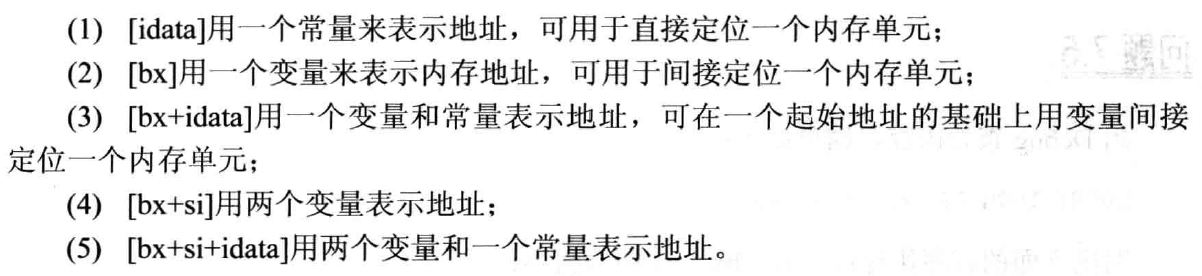 (1) [idata]用一个常量来表示地址，可用于直接定位一个内存单元；
(2) [bx]用一个变量来表示内存地址，可用于间接定位一个内存单元；
(3) [bx+idata]用一个变量和常量表示地址，可在一个起始地址的基础上用变量间接
定位一个内存单元；
(4) [bx+si]用两个变量表示地址；
(5) [bx+si+idata]用两个变量和一个常量表示地址。